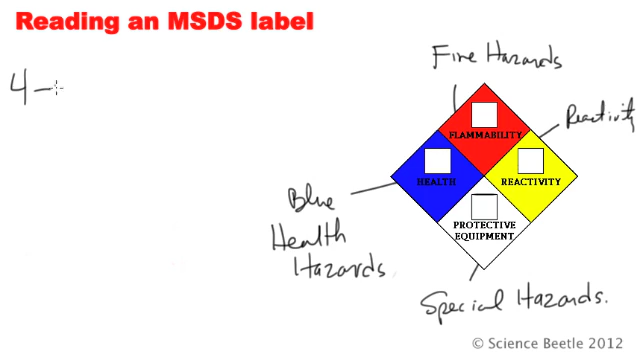 Reading an MSDS label
4 -
Fire Hazards
Reactivity
FLAMMABILITY
HEALTH
REACTIVITY
PROTECTIVE
EQUIPMENT
Blue
Health
Hazards
Special Hazards.
© Science Beetle 2012